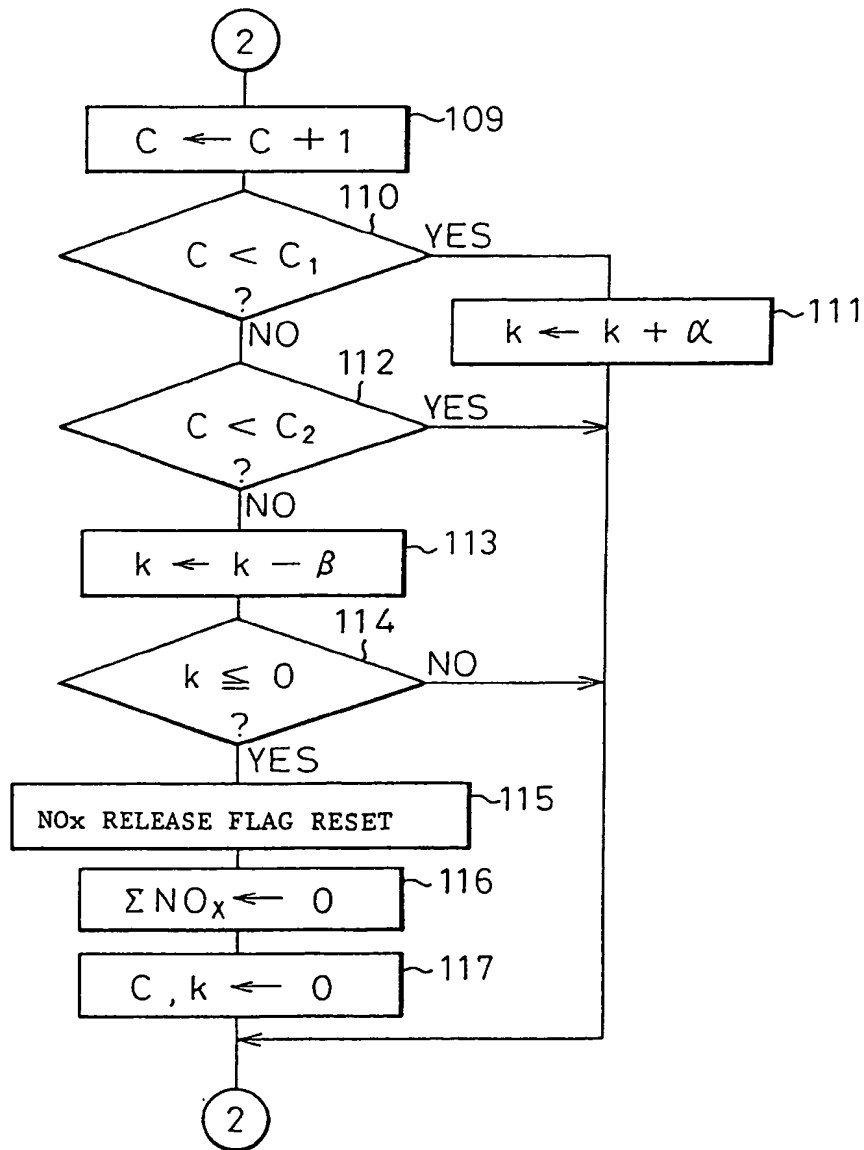 2
C ← C + 1
109
110
C < C₁
?
YES
NO
k ← k + α
111
112
C < C₂
?
YES
NO
k ← k − β
113
114
k ≦ 0
?
NO
YES
NOx RELEASE FLAG RESET
115
ΣNOx ← 0
116
C , k ← 0
117
2